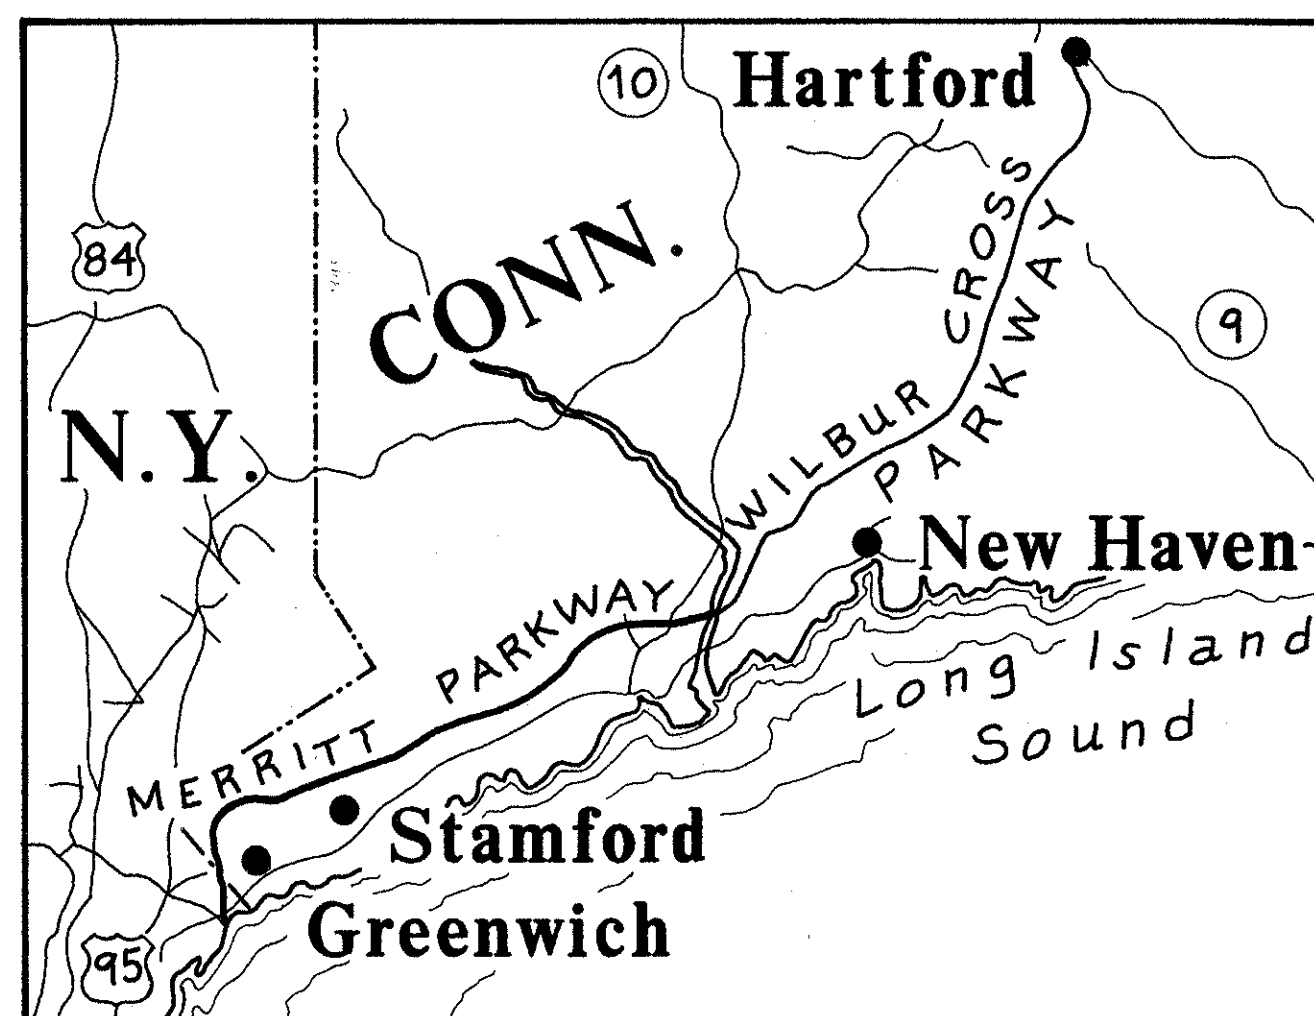 10
Hartford
84
CONN.
WILBUR CROSS
PARKWAY
9
N.Y.
New Haven
MERRITT PARKWAY
Long Island
Sound
Stamford
Greenwich
95